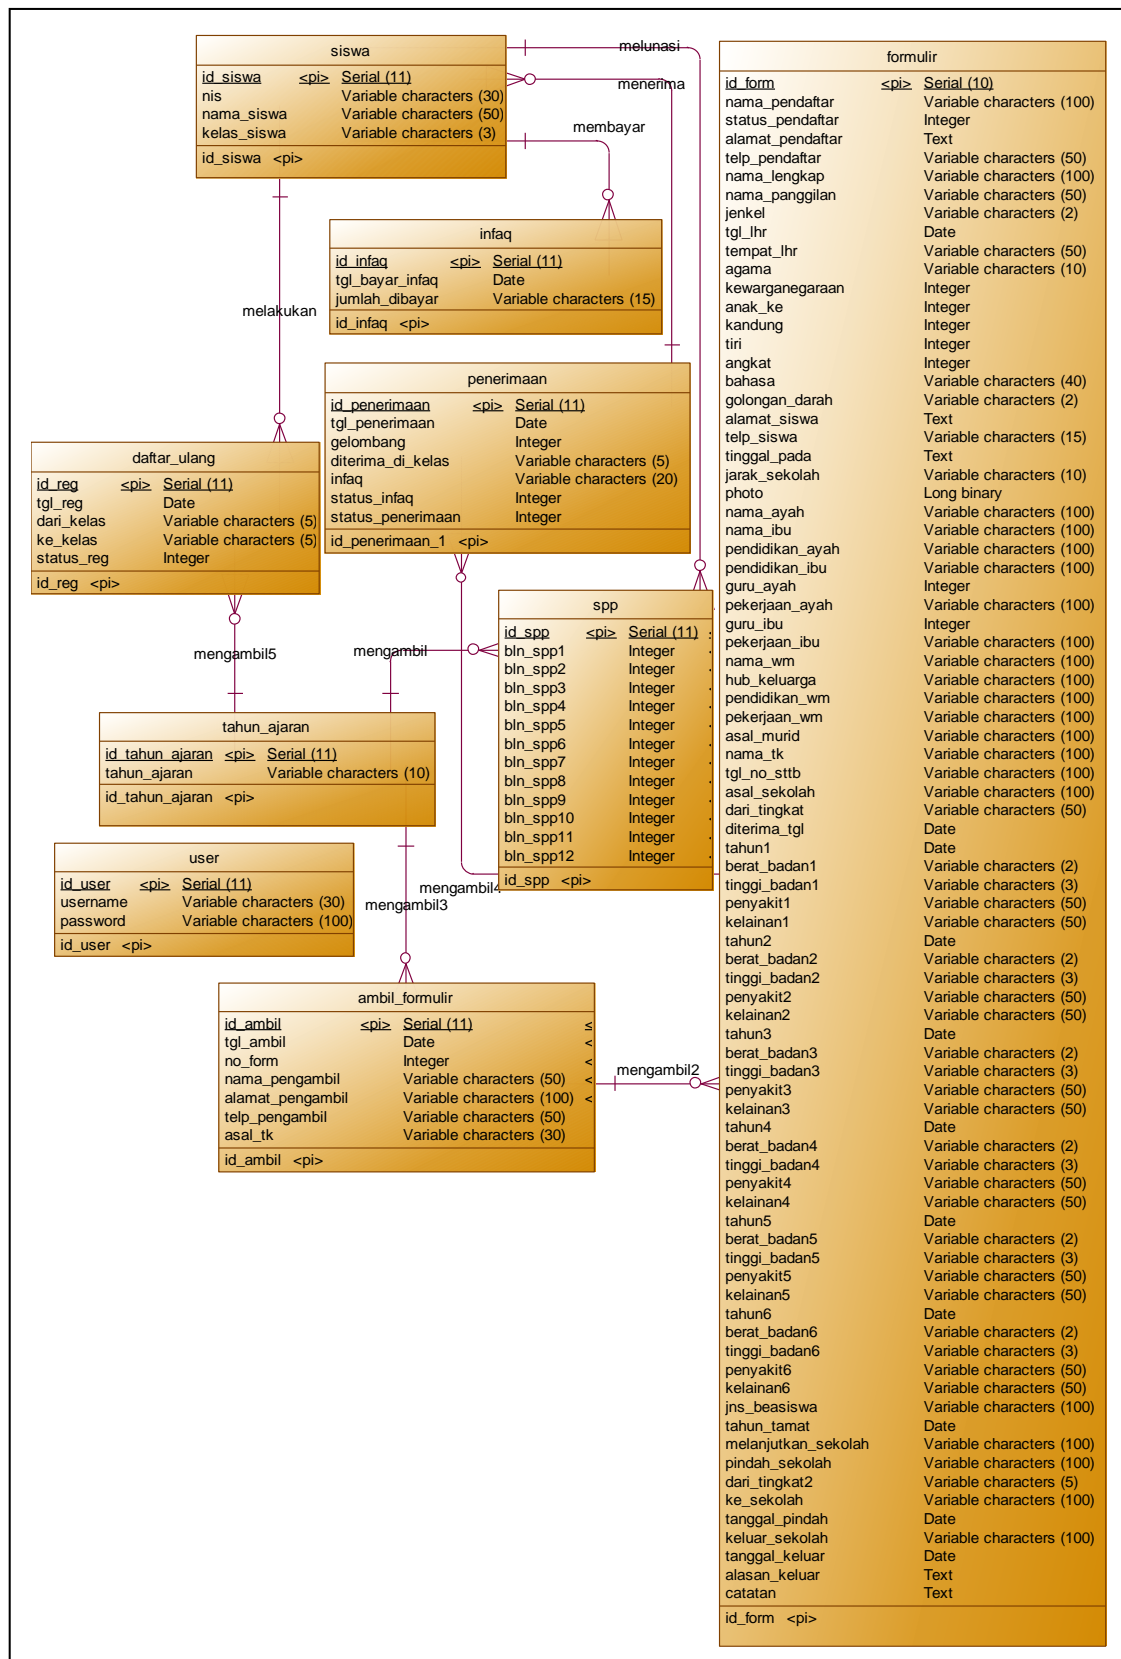 siswa
id_siswa <pi> Serial (11)
nis Variable characters (30)
nama_siswa Variable characters (50)
kelas_siswa Variable characters (3)
id_siswa <pi>
melunasi
menerima
membayar
infaq
id_infaq <pi> Serial (11)
tgl_bayar_infaq Date
jumlah_dibayar Variable characters (15)
id_infaq <pi>
melakukan
penerimaan
id_penerimaan <pi> Serial (11)
tgl_penerimaan Date
gelombang Integer
diterima_di_kelas Variable characters (5)
infaq Variable characters (20)
status_infaq Integer
status_penerimaan Integer
id_penerimaan_1 <pi>
daftar_ulang
id_reg <pi> Serial (11)
tgl_reg Date
dari_kelas Variable characters (5)
ke_kelas Variable characters (5)
status_reg Integer
id_reg <pi>
mengambil5
mengambil
spp
id_spp <pi> Serial (11)
bln_spp1 Integer
bln_spp2 Integer
bln_spp3 Integer
bln_spp4 Integer
bln_spp5 Integer
bln_spp6 Integer
bln_spp7 Integer
bln_spp8 Integer
bln_spp9 Integer
bln_spp10 Integer
bln_spp11 Integer
bln_spp12 Integer
id_spp <pi>
tahun_ajaran
id_tahun_ajaran <pi> Serial (11)
tahun_ajaran Variable characters (10)
id_tahun_ajaran <pi>
user
id_user <pi> Serial (11)
username Variable characters (30)
password Variable characters (100)
id_user <pi>
mengambil4
mengambil3
ambil_formulir
id_ambil <pi> Serial (11) ≤
tgl_ambil Date <
no_form Integer <
nama_pengambil Variable characters (50) <
alamat_pengambil Variable characters (100) <
telp_pengambil Variable characters (50)
asal_tk Variable characters (30)
id_ambil <pi>
mengambil2
formulir
id_form <pi> Serial (10)
nama_pendaftar Variable characters (100)
status_pendaftar Integer
alamat_pendaftar Text
telp_pendaftar Variable characters (50)
nama_lengkap Variable characters (100)
nama_panggilan Variable characters (50)
jenkel Variable characters (2)
tgl_lhr Date
tempat_lhr Variable characters (50)
agama Variable characters (10)
kewarganegaraan Integer
anak_ke Integer
kandung Integer
tiri Integer
angkat Integer
bahasa Variable characters (40)
golongan_darah Variable characters (2)
alamat_siswa Text
telp_siswa Variable characters (15)
tinggal_pada Text
jarak_sekolah Variable characters (10)
photo Long binary
nama_ayah Variable characters (100)
nama_ibu Variable characters (100)
pendidikan_ayah Variable characters (100)
pendidikan_ibu Variable characters (100)
guru_ayah Integer
pekerjaan_ayah Variable characters (100)
guru_ibu Integer
pekerjaan_ibu Variable characters (100)
nama_wm Variable characters (100)
hub_keluarga Variable characters (100)
pendidikan_wm Variable characters (100)
pekerjaan_wm Variable characters (100)
asal_murid Variable characters (100)
nama_tk Variable characters (100)
tgl_no_sttb Variable characters (100)
asal_sekolah Variable characters (100)
dari_tingkat Variable characters (50)
diterima_tgl Date
tahun1 Date
berat_badan1 Variable characters (2)
tinggi_badan1 Variable characters (3)
penyakit1 Variable characters (50)
kelainan1 Variable characters (50)
tahun2 Date
berat_badan2 Variable characters (2)
tinggi_badan2 Variable characters (3)
penyakit2 Variable characters (50)
kelainan2 Variable characters (50)
tahun3 Date
berat_badan3 Variable characters (2)
tinggi_badan3 Variable characters (3)
penyakit3 Variable characters (50)
kelainan3 Variable characters (50)
tahun4 Date
berat_badan4 Variable characters (2)
tinggi_badan4 Variable characters (3)
penyakit4 Variable characters (50)
kelainan4 Variable characters (50)
tahun5 Date
berat_badan5 Variable characters (2)
tinggi_badan5 Variable characters (3)
penyakit5 Variable characters (50)
kelainan5 Variable characters (50)
tahun6 Date
berat_badan6 Variable characters (2)
tinggi_badan6 Variable characters (3)
penyakit6 Variable characters (50)
kelainan6 Variable characters (50)
jns_beasiswa Variable characters (100)
tahun_tamat Date
melanjutkan_sekolah Variable characters (100)
pindah_sekolah Variable characters (100)
dari_tingkat2 Variable characters (5)
ke_sekolah Variable characters (100)
tanggal_pindah Date
keluar_sekolah Variable characters (100)
tanggal_keluar Date
alasan_keluar Text
catatan Text
id_form <pi>